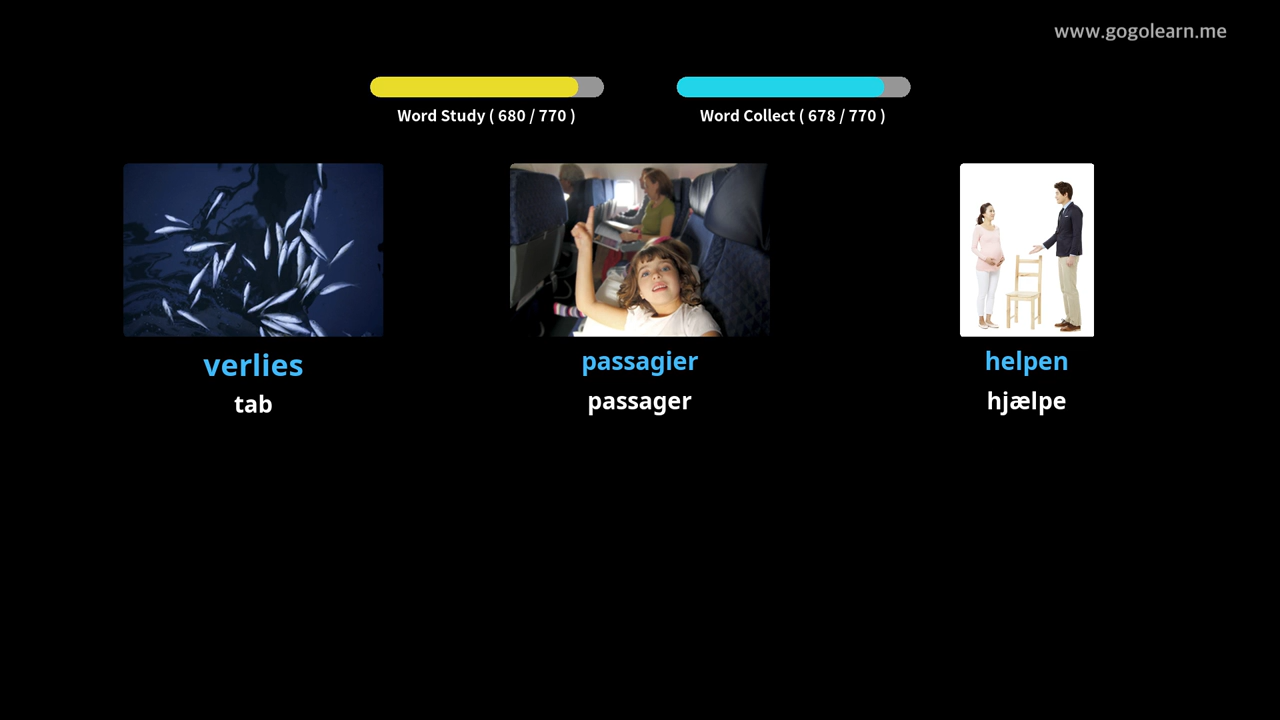 www.gogolearn.me
Word Study ( 680 / 770 )
Word Collect ( 678 / 770 )
verlies
tab
passagier
passager
helpen
hjælpe